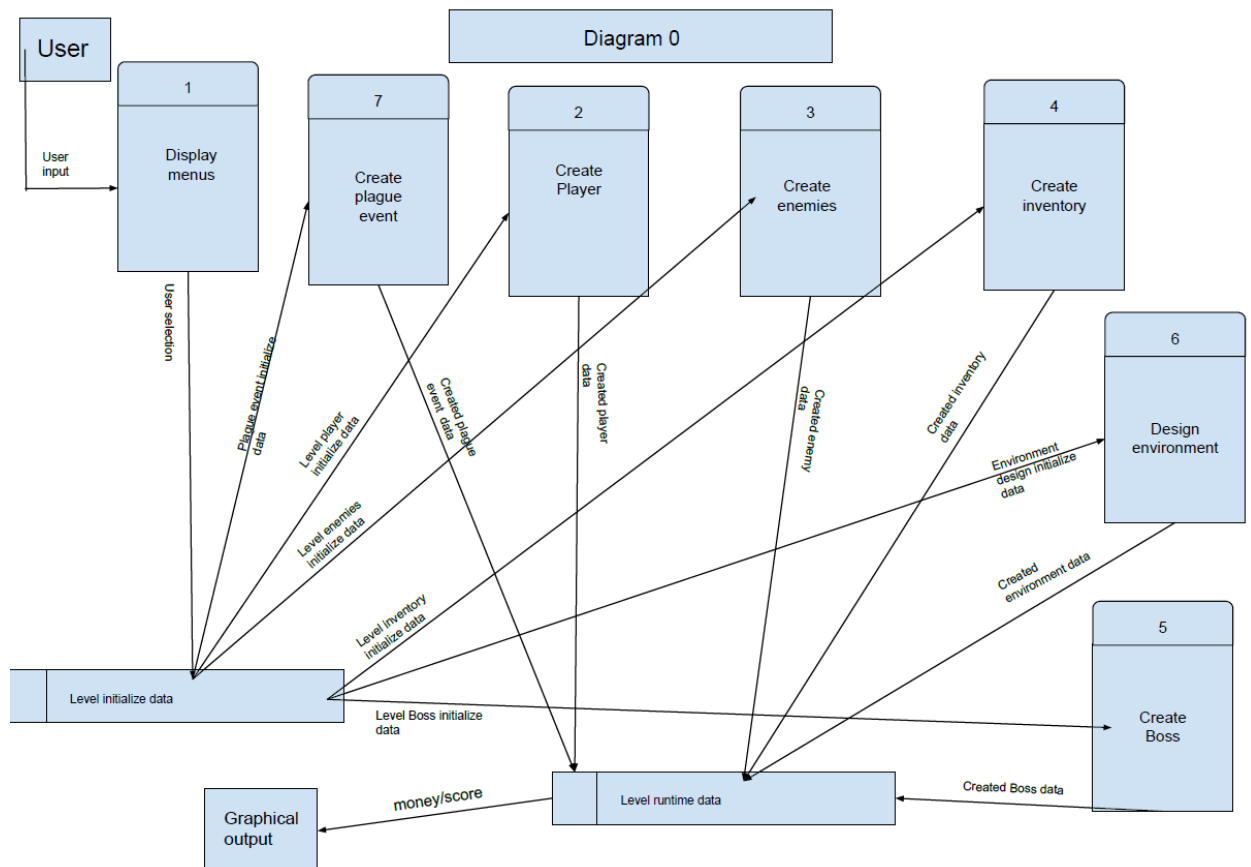 User
Diagram 0
1
Display
menus
7
Create
plague
event
2
Create
Player
3
Create
enemies
4
Create
inventory
User
input
6
Design
environment
User selection
Plague event initialize
data
Level player
initialize data
Created plague
event data
Created player
data
Created enemy
data
Created inventory
data
Environment
design initialize
data
Level enemies
initialize data
Level inventory
initialize data
Created
environment data
5
Create
Boss
Level initialize data
Level Boss initialize
data
Level runtime data
Created Boss data
money/score
Graphical
output